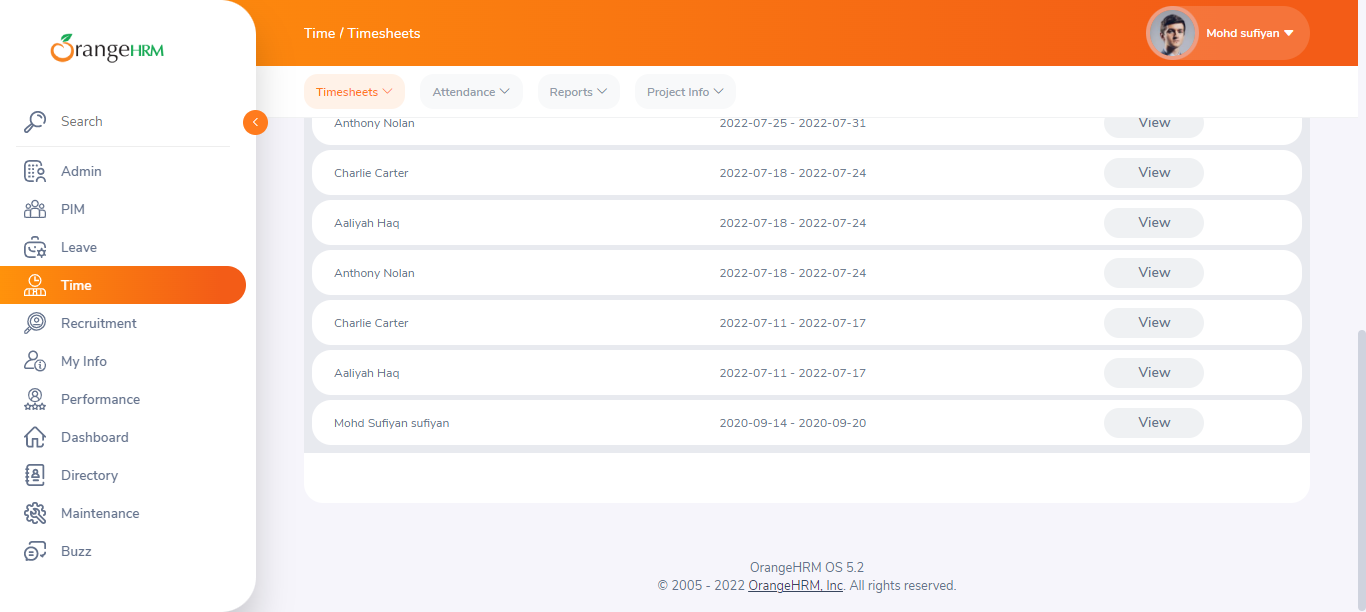 OrangeHRM
Time / Timesheets
Mohd sufiyan
Timesheets
Attendance
Reports
Project Info
Search
Admin
PIM
Leave
Time
Recruitment
My Info
Performance
Dashboard
Directory
Maintenance
Buzz
Anthony Nolan 2022-07-25 - 2022-07-31 View
Charlie Carter 2022-07-18 - 2022-07-24 View
Aaliyah Haq 2022-07-18 - 2022-07-24 View
Anthony Nolan 2022-07-18 - 2022-07-24 View
Charlie Carter 2022-07-11 - 2022-07-17 View
Aaliyah Haq 2022-07-11 - 2022-07-17 View
Mohd Sufiyan sufiyan 2020-09-14 - 2020-09-20 View
OrangeHRM OS 5.2
© 2005 - 2022 OrangeHRM, Inc. All rights reserved.